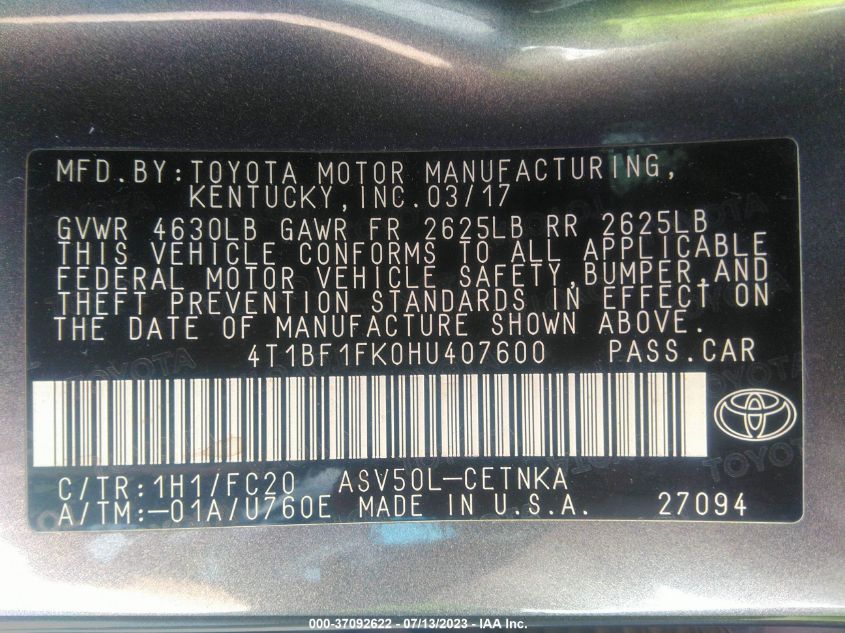 MFD. BY: TOYOTA MOTOR MANUFACTURING,
KENTUCKY, INC. 03/17
GVWR 4630LB GAWR FR 2625LB RR 2625LB
THIS VEHICLE CONFORMS TO ALL APPLICABLE
FEDERAL MOTOR VEHICLE SAFETY, BUMPER, AND
THEFT PREVENTION STANDARDS IN EFFECT ON
THE DATE OF MANUFACTURE SHOWN ABOVE.
4T1BF1FK0HU407600 PASS. CAR
C/TR: 1H1/FC20 ASV50L-CETNKA
A/TM: -01A/U760E MADE IN U.S.A. 27094
000-37092622 - 07/13/2023 - IAA Inc.